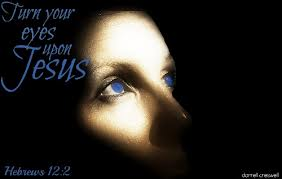 Turn your
eyes
upon
Jesus
Hebrews 12:2
darrell creswell